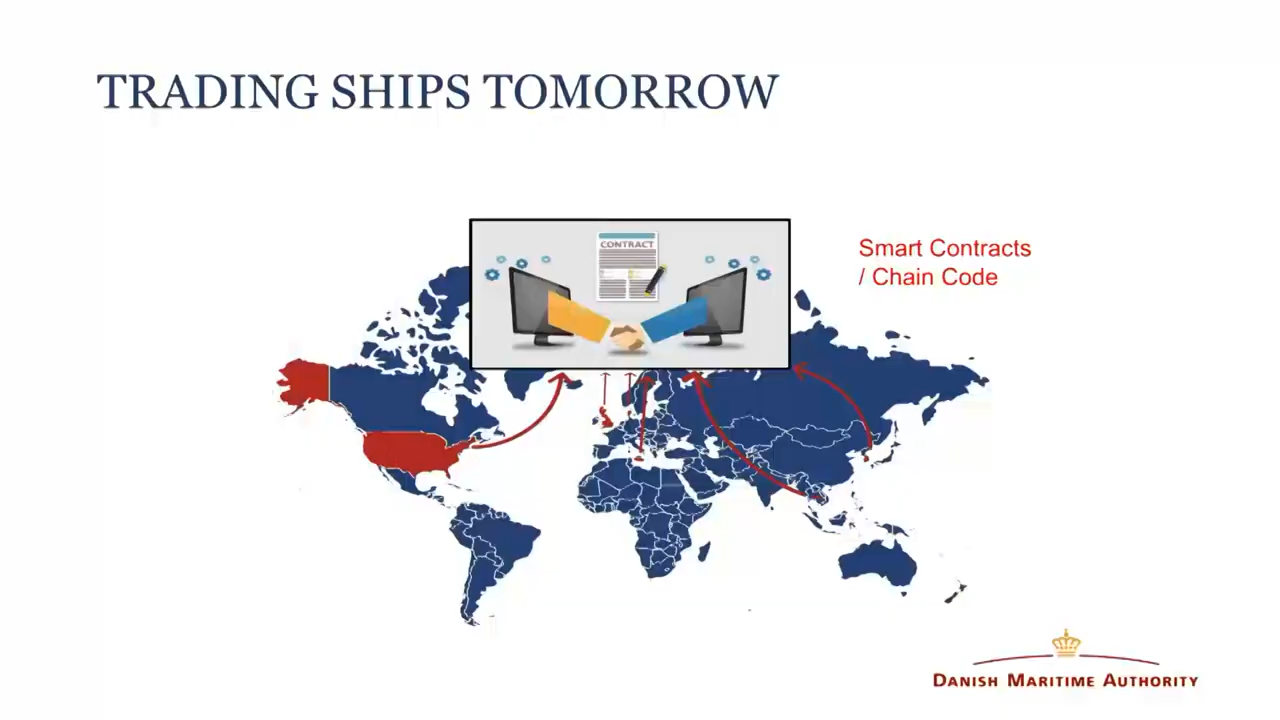 TRADING SHIPS TOMORROW
CONTRACT
Smart Contracts
/ Chain Code
DANISH MARITIME AUTHORITY